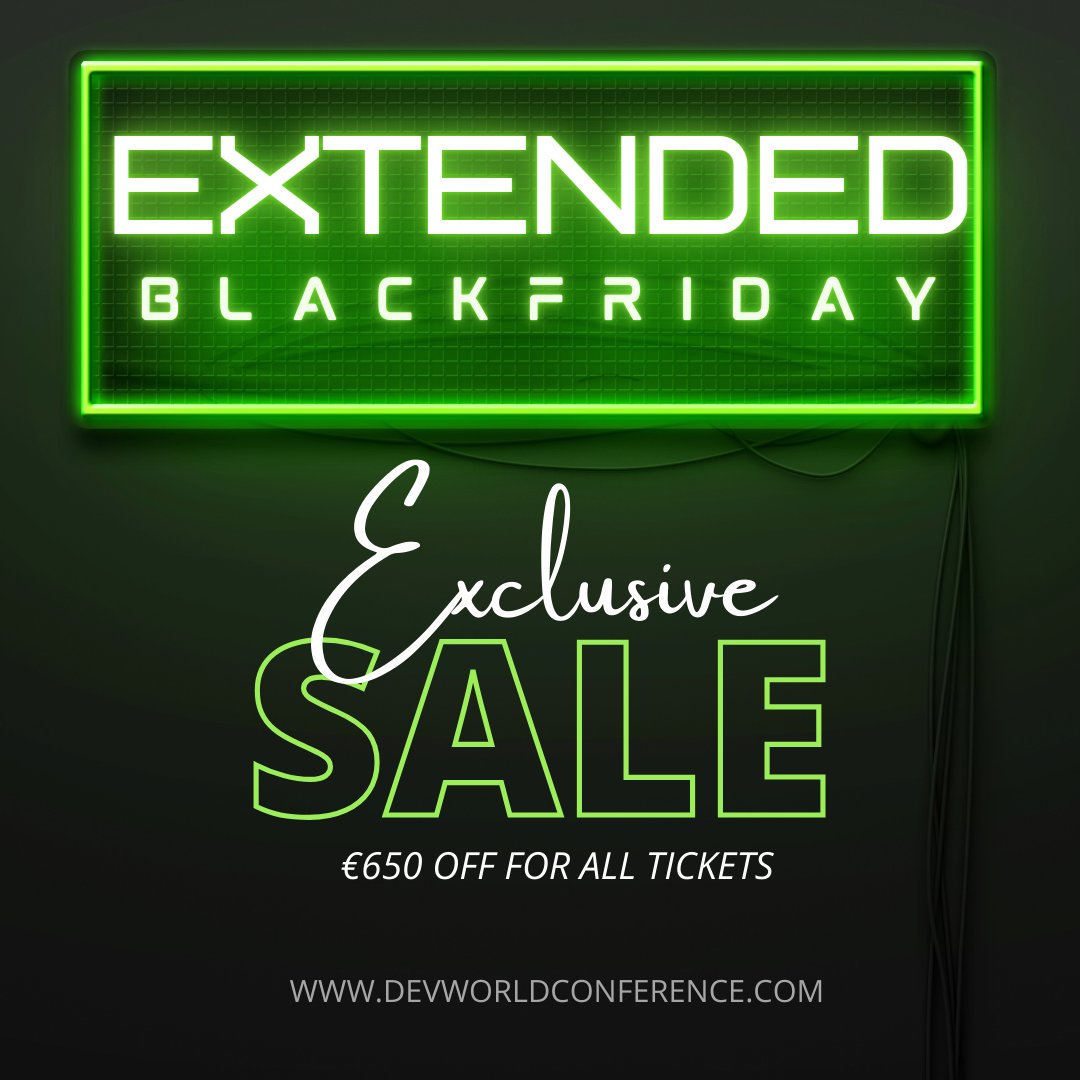 EXTENDED
BLACKFRIDAY
Exclusive
SALE
€650 OFF FOR ALL TICKETS
WWW.DEVWORLDCONFERENCE.COM